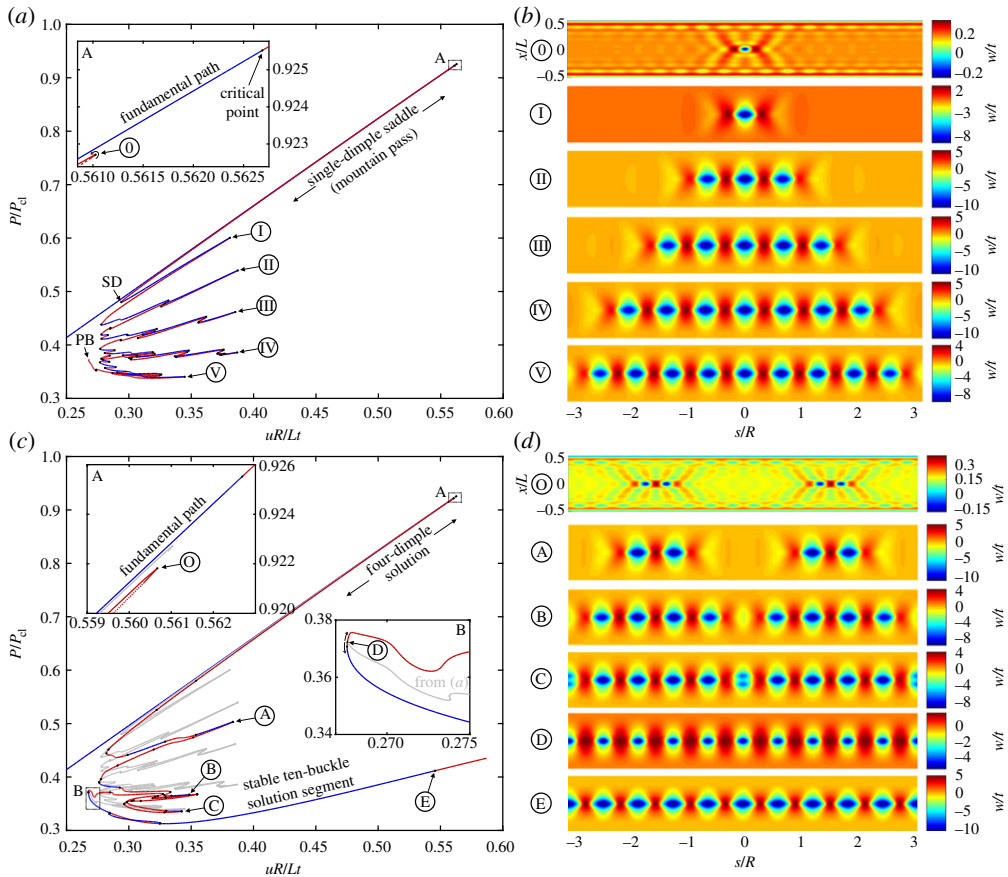 (a)
A
fundamental path
critical
point
0
0.925
0.924
0.923
0.5610 0.5615 0.5620 0.5625
A
single-dimple saddle
(mountain pass)
SD
PB
I
II
III
IV
V
P/Pcl
1.0
0.9
0.8
0.7
0.6
0.5
0.4
0.3
0.25 0.30 0.35 0.40 0.45 0.50 0.55 0.60
uR/Lt
(b)
x/L
0.5
0
−0.5
0
0.2
0
−0.2
w/t
I
2
−3
−8
w/t
II
5
0
−5
−10
w/t
III
5
0
−5
−10
w/t
IV
5
0
−5
−10
w/t
V
4
0
−4
−8
w/t
−3 −2 −1 0 1 2 3
s/R
(c)
A
fundamental path
O
0.926
0.924
0.922
0.920
0.559 0.560 0.561 0.562
A
four-dimple
solution
B
D
from (a)
0.38
0.36
0.34
0.270 0.275
A
B
C
B
stable ten-buckle
solution segment
E
P/Pcl
1.0
0.9
0.8
0.7
0.6
0.5
0.4
0.3
0.25 0.30 0.35 0.40 0.45 0.50 0.55 0.60
uR/Lt
(d)
x/L
0.5
0
−0.5
O
0.30
0.15
0
−0.15
w/t
A
5
0
−5
−10
w/t
B
4
0
−4
−8
w/t
C
4
0
−4
−8
w/t
D
2
0
−2
−4
w/t
E
5
0
−5
−10
w/t
−3 −2 −1 0 1 2 3
s/R